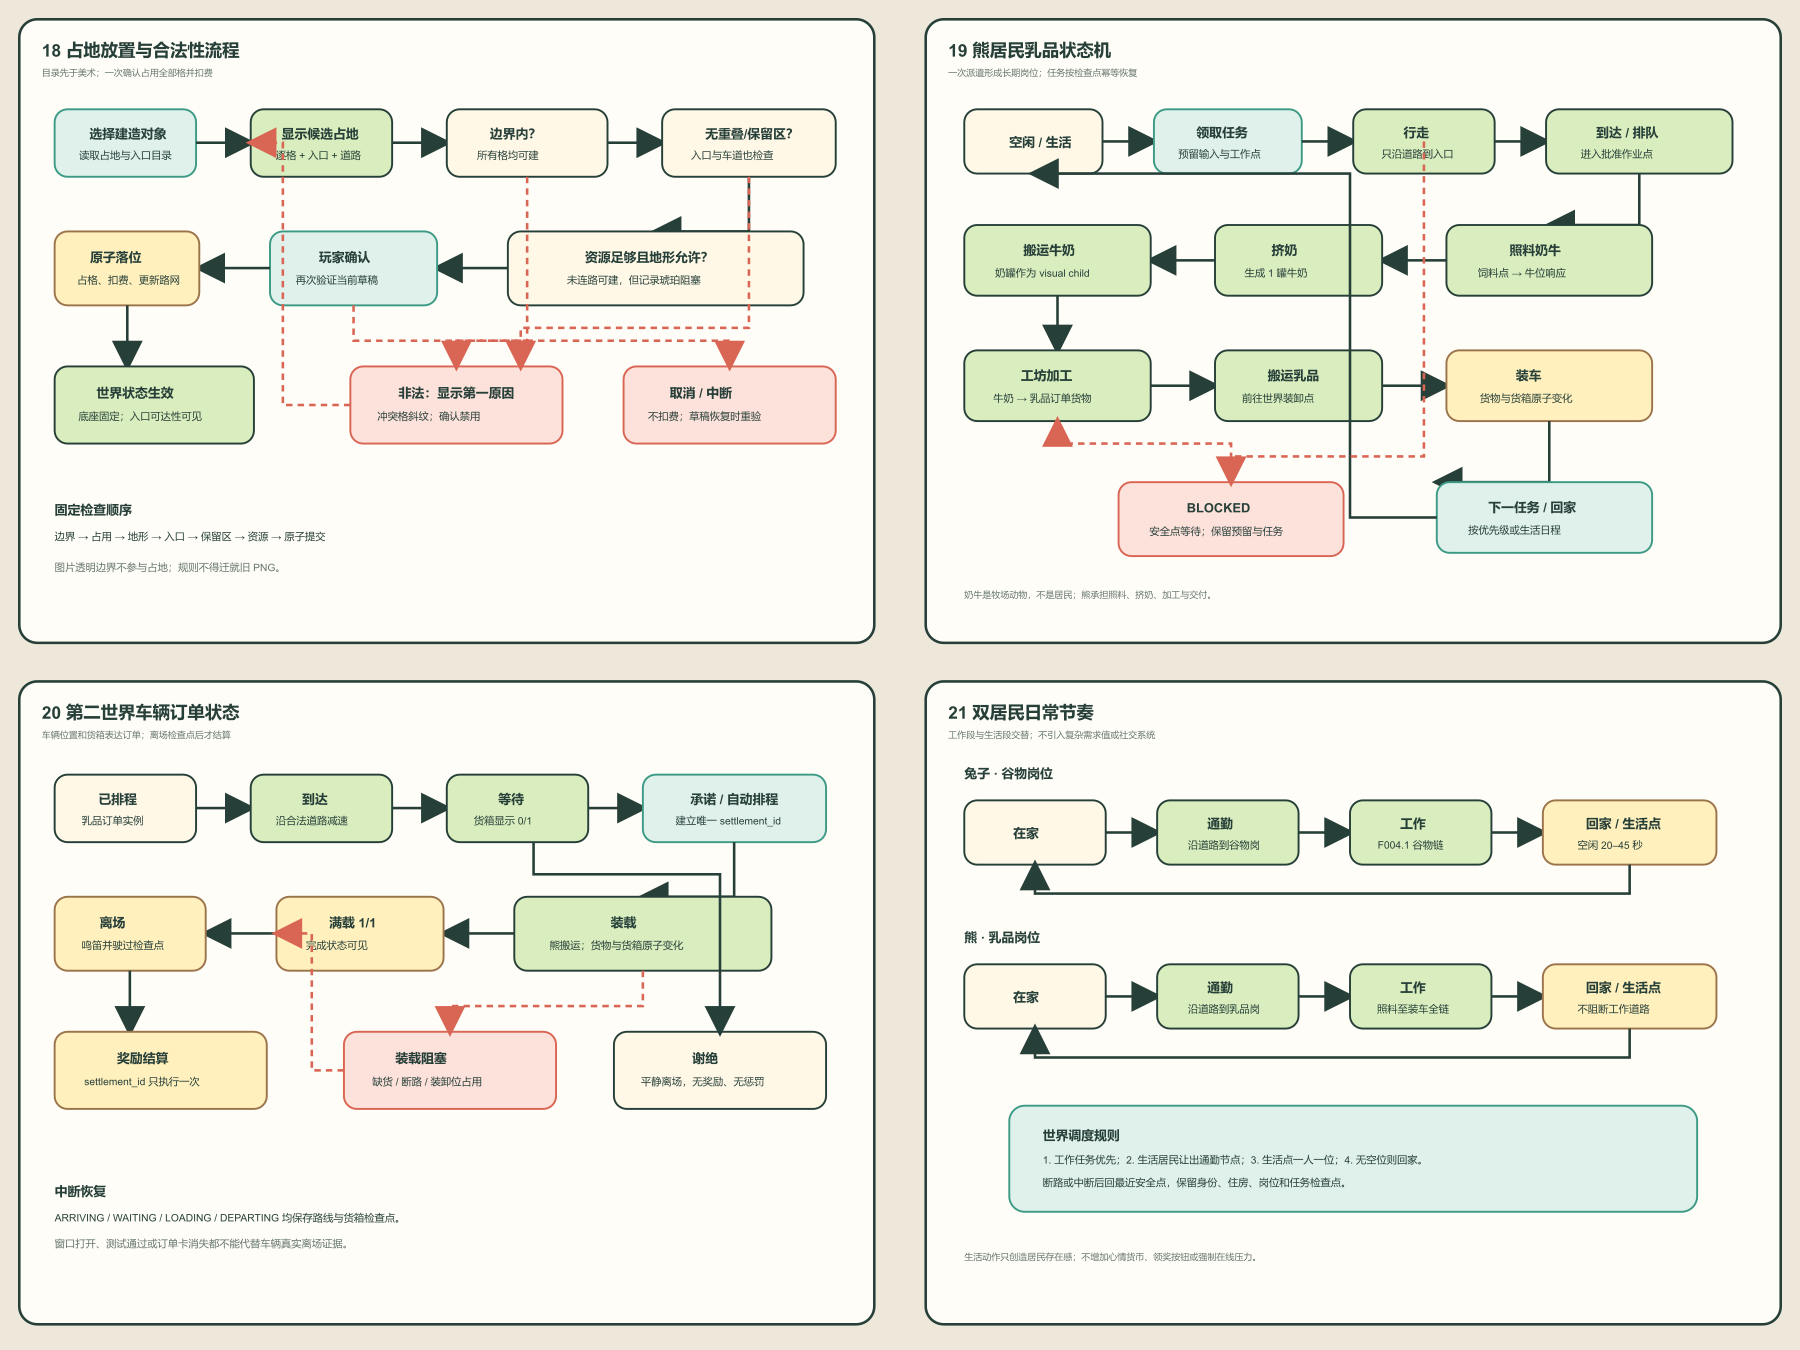 18 占地放置与合法性流程
目录先于美术；一次确认占用全部格并扣费
选择建造对象
读取占地与入口目录
显示候选占地
逐格 + 入口 + 道路
边界内？
所有格均可建
无重叠/保留区？
入口与车道也检查
原子落位
占格、扣费、更新路网
玩家确认
再次验证当前草稿
资源足够且地形允许？
未连路可建，但记录琥珀阻塞
世界状态生效
底座固定；入口可达性可见
非法：显示第一原因
冲突格斜纹；确认禁用
取消 / 中断
不扣费；草稿恢复时重验
固定检查顺序
边界 → 占用 → 地形 → 入口 → 保留区 → 资源 → 原子提交
图片透明边界不参与占地；规则不得迁就旧 PNG。
19 熊居民乳品状态机
一次派遣形成长期岗位；任务按检查点幂等恢复
空闲 / 生活
领取任务
预留输入与工作点
行走
只沿道路到入口
到达 / 排队
进入批准作业点
搬运牛奶
奶罐作为 visual child
挤奶
生成 1 罐牛奶
照料奶牛
饲料点 → 牛位响应
工坊加工
牛奶 → 乳品订单货物
搬运乳品
前往世界装卸点
装车
货物与货箱原子变化
BLOCKED
安全点等待；保留预留与任务
下一任务 / 回家
按优先级或生活日程
奶牛是牧场动物，不是居民；熊承担照料、挤奶、加工与交付。
20 第二世界车辆订单状态
车辆位置和货箱表达订单；离场检查点后才结算
已排程
乳品订单实例
到达
沿合法道路减速
等待
货箱显示 0/1
承诺 / 自动排程
建立唯一 settlement_id
离场
鸣笛并驶过检查点
满载 1/1
完成状态可见
装载
熊搬运；货物与货箱原子变化
奖励结算
settlement_id 只执行一次
装载阻塞
缺货 / 断路 / 装卸位占用
谢绝
平静离场，无奖励、无惩罚
中断恢复
ARRIVING / WAITING / LOADING / DEPARTING 均保存路线与货箱检查点。
窗口打开、测试通过或订单卡消失都不能代替车辆真实离场证据。
21 双居民日常节奏
工作段与生活段交替；不引入复杂需求值或社交系统
兔子 · 谷物岗位
在家
通勤
沿道路到谷物岗
工作
F004.1 谷物链
回家 / 生活点
空闲 20–45 秒
熊 · 乳品岗位
在家
通勤
沿道路到乳品岗
工作
照料至装车全链
回家 / 生活点
不阻断工作道路
世界调度规则
1. 工作任务优先；2. 生活居民让出通勤节点；3. 生活点一人一位；4. 无空位则回家。
断路或中断后回最近安全点，保留身份、住房、岗位和任务检查点。
生活动作只创造居民存在感；不增加心情货币、领奖按钮或强制在线压力。